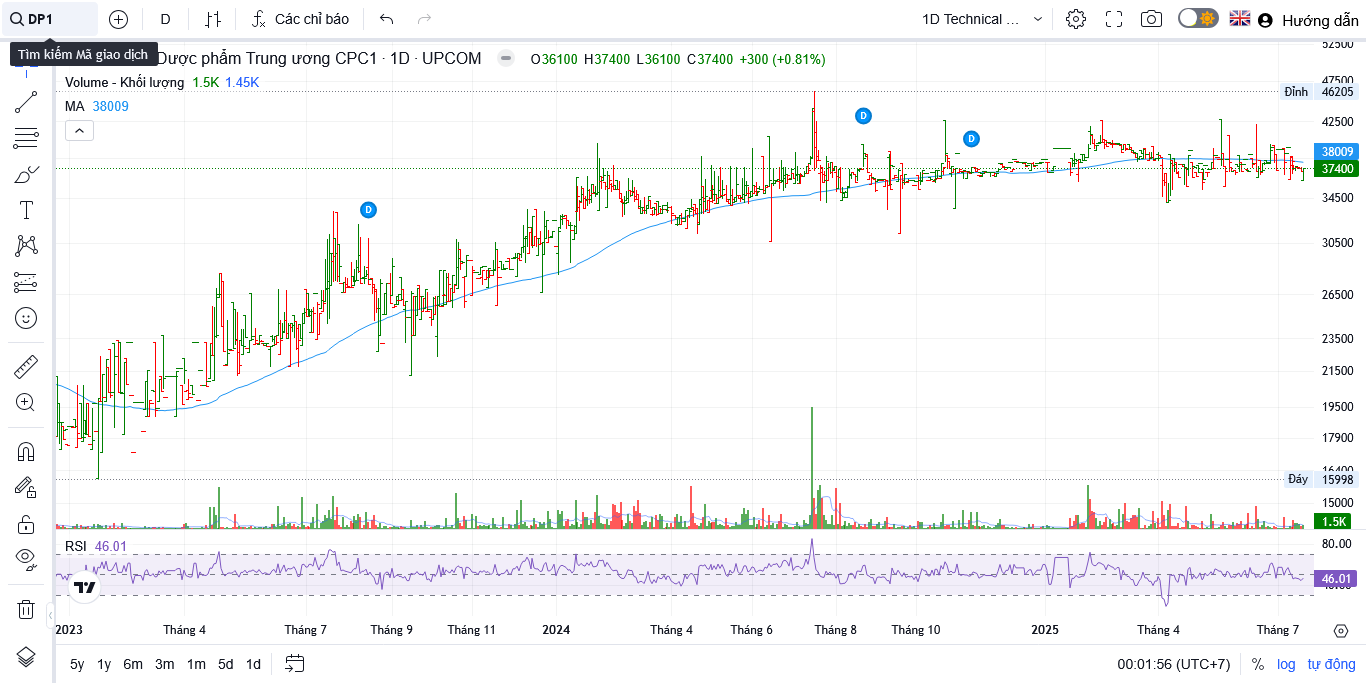 DP1
D
Các chỉ báo
1D Technical ...
Hướng dẫn
Tìm kiếm Mã giao dịch
Dược phẩm Trung ương CPC1 · 1D · UPCOM
O36100 H37400 L36100 C37400 +300 (+0.81%)
Volume - Khối lượng 1.5K 1.45K
MA 38009
52500
47500
Đỉnh 46205
42500
38009
37400
34500
30500
26500
23500
21500
19500
17900
16400
Đáy 15998
15000
1.5K
D
D
D
RSI 46.01
80.00
46.01
2023 Tháng 4 Tháng 7 Tháng 9 Tháng 11 2024 Tháng 4 Tháng 6 Tháng 8 Tháng 10 2025 Tháng 4 Tháng 7
5y 1y 6m 3m 1m 5d 1d
00:01:56 (UTC+7) % log tự động